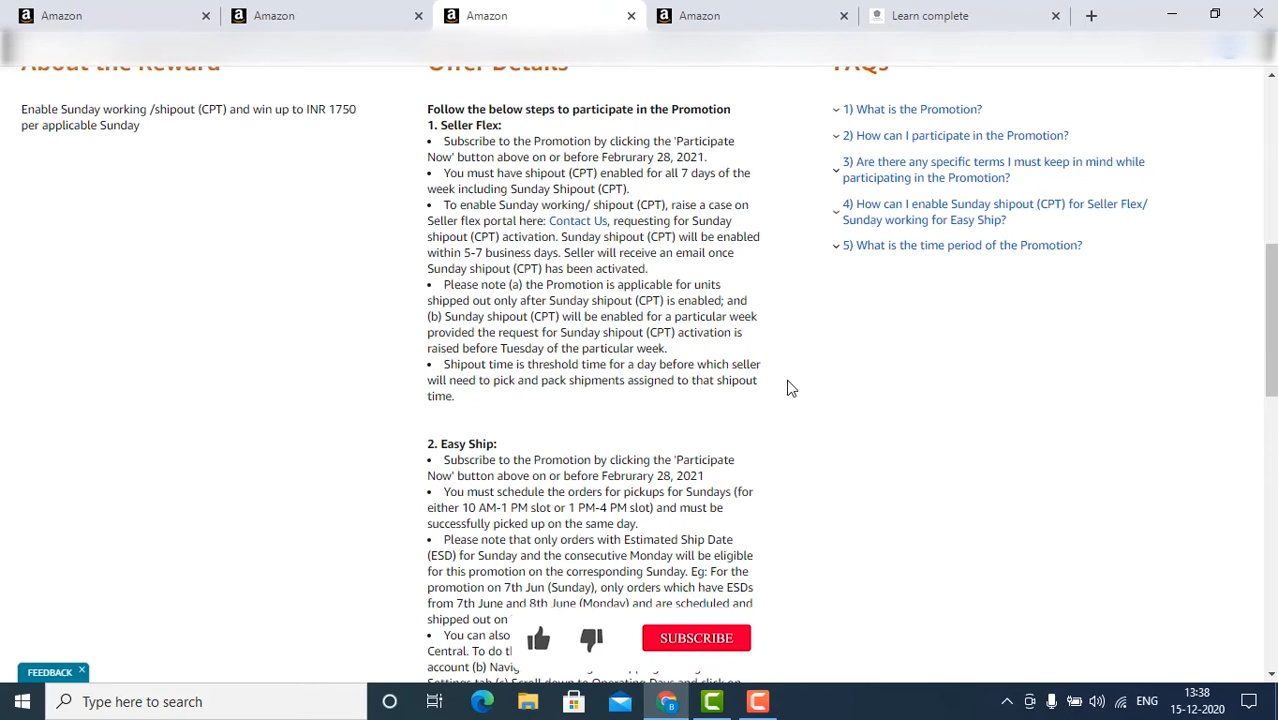 Amazon
Amazon
Amazon
Amazon
Learn complete
About the Reward
Enable Sunday working /shipout (CPT) and win up to INR 1750
per applicable Sunday
Offer Details
Follow the below steps to participate in the Promotion
1. Seller Flex:
• Subscribe to the Promotion by clicking the 'Participate
Now' button above on or before Februrary 28, 2021.
• You must have shipout (CPT) enabled for all 7 days of the
week including Sunday Shipout (CPT).
• To enable Sunday working/ shipout (CPT), raise a case on
Seller flex portal here: Contact Us, requesting for Sunday
shipout (CPT) activation. Sunday shipout (CPT) will be enabled
within 5-7 business days. Seller will receive an email once
Sunday shipout (CPT) has been activated.
• Please note (a) the Promotion is applicable for units
shipped out only after Sunday shipout (CPT) is enabled; and
(b) Sunday shipout (CPT) will be enabled for a particular week
provided the request for Sunday shipout (CPT) activation is
raised before Tuesday of the particular week.
• Shipout time is threshold time for a day before which seller
will need to pick and pack shipments assigned to that shipout
time.
2. Easy Ship:
• Subscribe to the Promotion by clicking the 'Participate
Now' button above on or before Februrary 28, 2021
• You must schedule the orders for pickups for Sundays (for
either 10 AM-1 PM slot or 1 PM-4 PM slot) and must be
successfully picked up on the same day.
• Please note that only orders with Estimated Ship Date
(ESD) for Sunday and the consecutive Monday will be eligible
for this promotion on the corresponding Sunday. Eg: For the
promotion on 7th Jun (Sunday), only orders which have ESDs
from 7th June and 8th June (Monday) and are scheduled and
shipped out on
• You can also
Central. To do
account (b)
Settings tab (c) Scroll down to Operating Days and click on
FAQs
1) What is the Promotion?
2) How can I participate in the Promotion?
3) Are there any specific terms I must keep in mind while
participating in the Promotion?
4) How can I enable Sunday shipout (CPT) for Seller Flex/
Sunday working for Easy Ship?
5) What is the time period of the Promotion?
SUBSCRIBE
FEEDBACK
Type here to search
ENG
13:38
15-12-2020